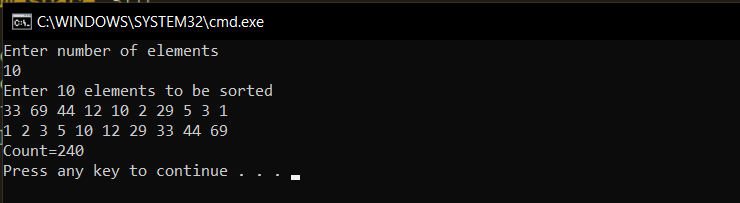 C:\WINDOWS\SYSTEM32\cmd.exe
Enter number of elements
10
Enter 10 elements to be sorted
33 69 44 12 10 2 29 5 3 1
1 2 3 5 10 12 29 33 44 69
Count=240
Press any key to continue . . .